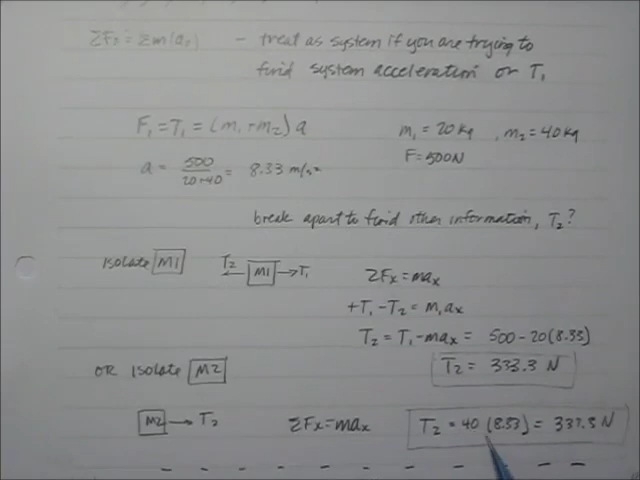 ΣFx = Σm(ax) - treat as system if you are trying to
find system acceleration or T₁
F₁ = T₁ = (m₁ + m₂) a
m₁ = 20 kg , m₂ = 40 kg
a = 500/20+40 = 8.33 m/s²
F = 500N
break apart to find other information, T₂?
isolate M1
T₂ M1 T₁
ΣFx = max
+T₁ - T₂ = m₁ax
T₂ = T₁ - max = 500 - 20(8.33)
T₂ = 333.3 N
OR isolate M2
M2 T₂
ΣFx = max
T₂ = 40 (8.33) = 333.3 N